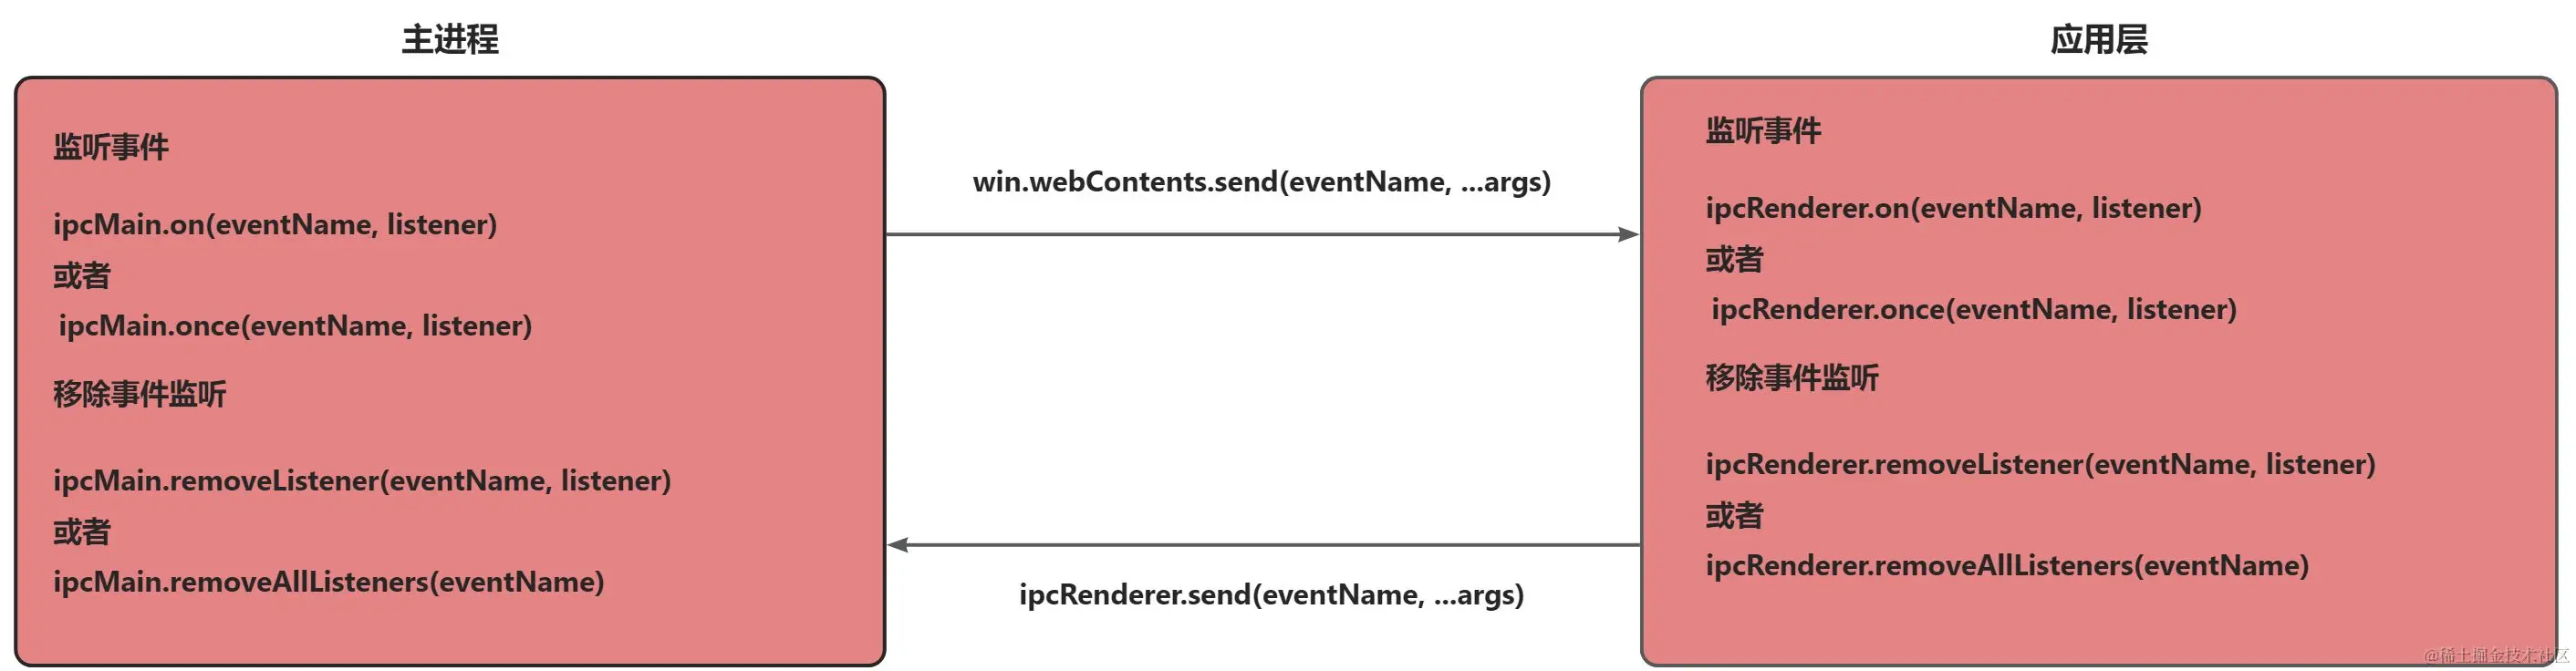 主进程
监听事件
ipcMain.on(eventName, listener)
或者
ipcMain.once(eventName, listener)
移除事件监听
ipcMain.removeListener(eventName, listener)
或者
ipcMain.removeAllListeners(eventName)
win.webContents.send(eventName, ...args)
ipcRenderer.send(eventName, ...args)
应用层
监听事件
ipcRenderer.on(eventName, listener)
或者
ipcRenderer.once(eventName, listener)
移除事件监听
ipcRenderer.removeListener(eventName, listener)
或者
ipcRenderer.removeAllListeners(eventName)
@稀土掘金技术社区